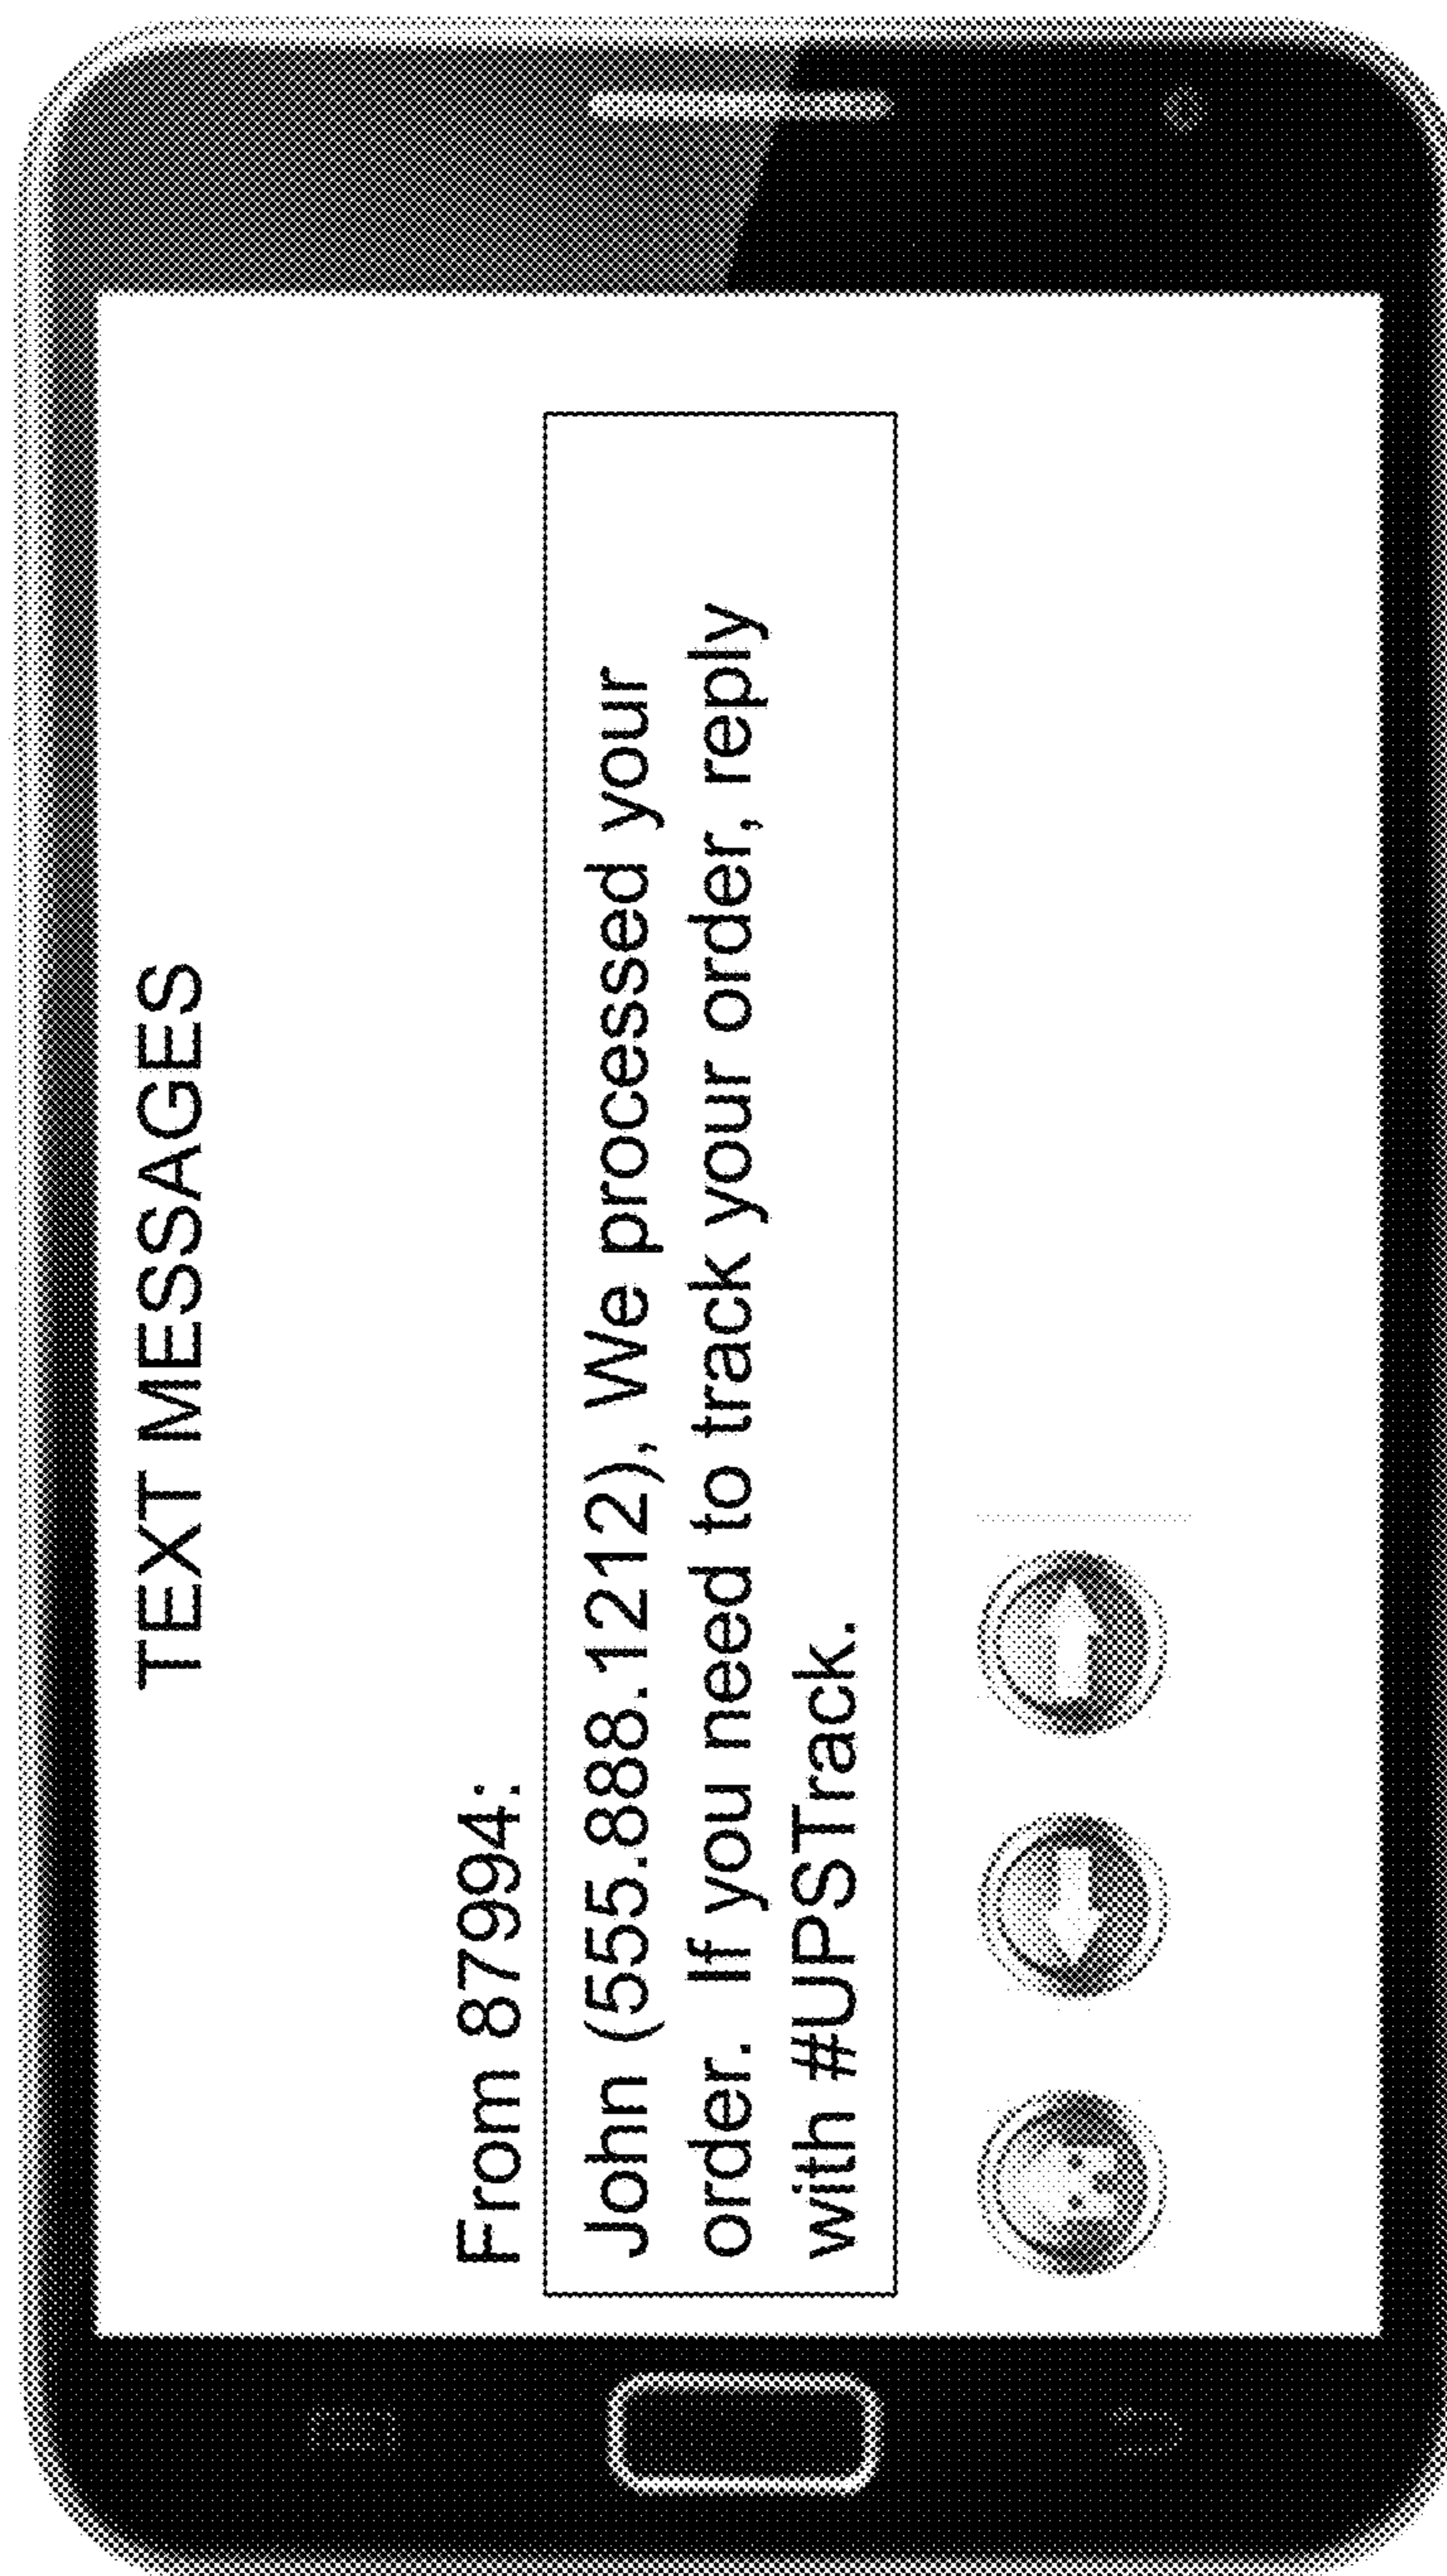 TEXT MESSAGES
From 87994:
John (555.888.1212), We processed your
order.  If you need to track your order, reply
with #UPSTrack.